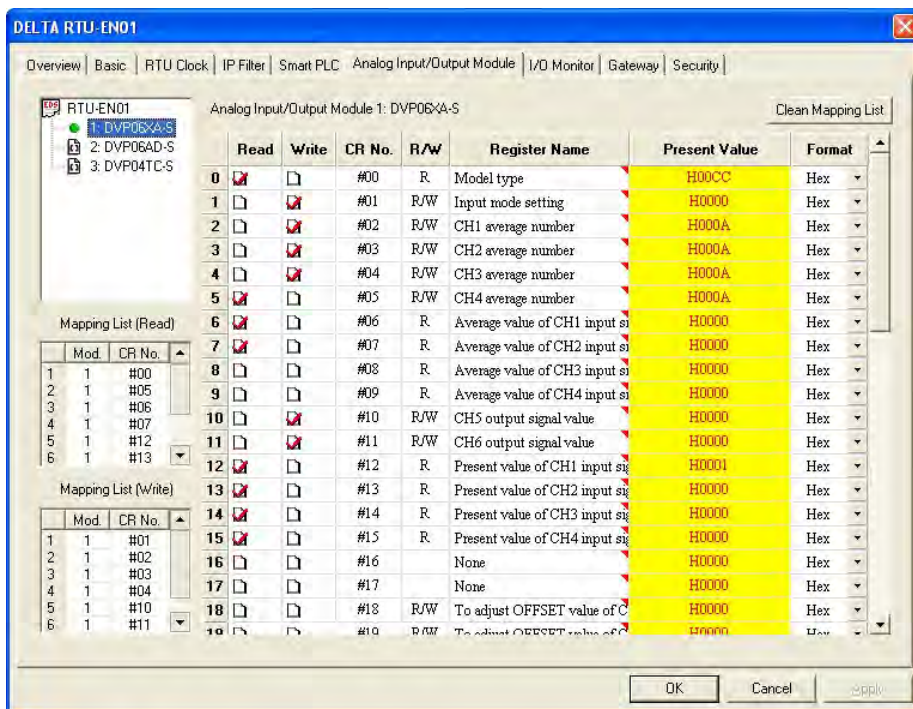 DELTA RTU-EN01
Overview Basic RTU Clock IP Filter Smart PLC Analog Input/Output Module I/O Monitor Gateway Security
RTU-EN01
1: DVP06XA-S
2: DVP06AD-S
3: DVP04TC-S
Analog Input/Output Module 1: DVP06XA-S
Clean Mapping List
Read Write CR No. R/W Register Name Present Value Format
0 #00 R Model type H00CC Hex
1 #01 R/W Input mode setting H0000 Hex
2 #02 R/W CH1 average number H000A Hex
3 #03 R/W CH2 average number H000A Hex
4 #04 R/W CH3 average number H000A Hex
5 #05 R/W CH4 average number H000A Hex
6 #06 R Average value of CH1 input si H0000 Hex
7 #07 R Average value of CH2 input si H0000 Hex
8 #08 R Average value of CH3 input si H0000 Hex
9 #09 R Average value of CH4 input si H0000 Hex
10 #10 R/W CH5 output signal value H0000 Hex
11 #11 R/W CH6 output signal value H0000 Hex
12 #12 R Present value of CH1 input sig H0001 Hex
13 #13 R Present value of CH2 input sig H0000 Hex
14 #14 R Present value of CH3 input sig H0000 Hex
15 #15 R Present value of CH4 input sig H0000 Hex
16 #16 None H0000 Hex
17 #17 None H0000 Hex
18 #18 R/W To adjust OFFSET value of C H0000 Hex
19 #19 R/W To adjust OFFSET value of C H0000 Hex
Mapping List (Read)
Mod. CR No.
1 1 #00
2 1 #05
3 1 #06
4 1 #07
5 1 #12
6 1 #13
Mapping List (Write)
Mod. CR No.
1 1 #01
2 1 #02
3 1 #03
4 1 #04
5 1 #10
6 1 #11
OK Cancel Apply